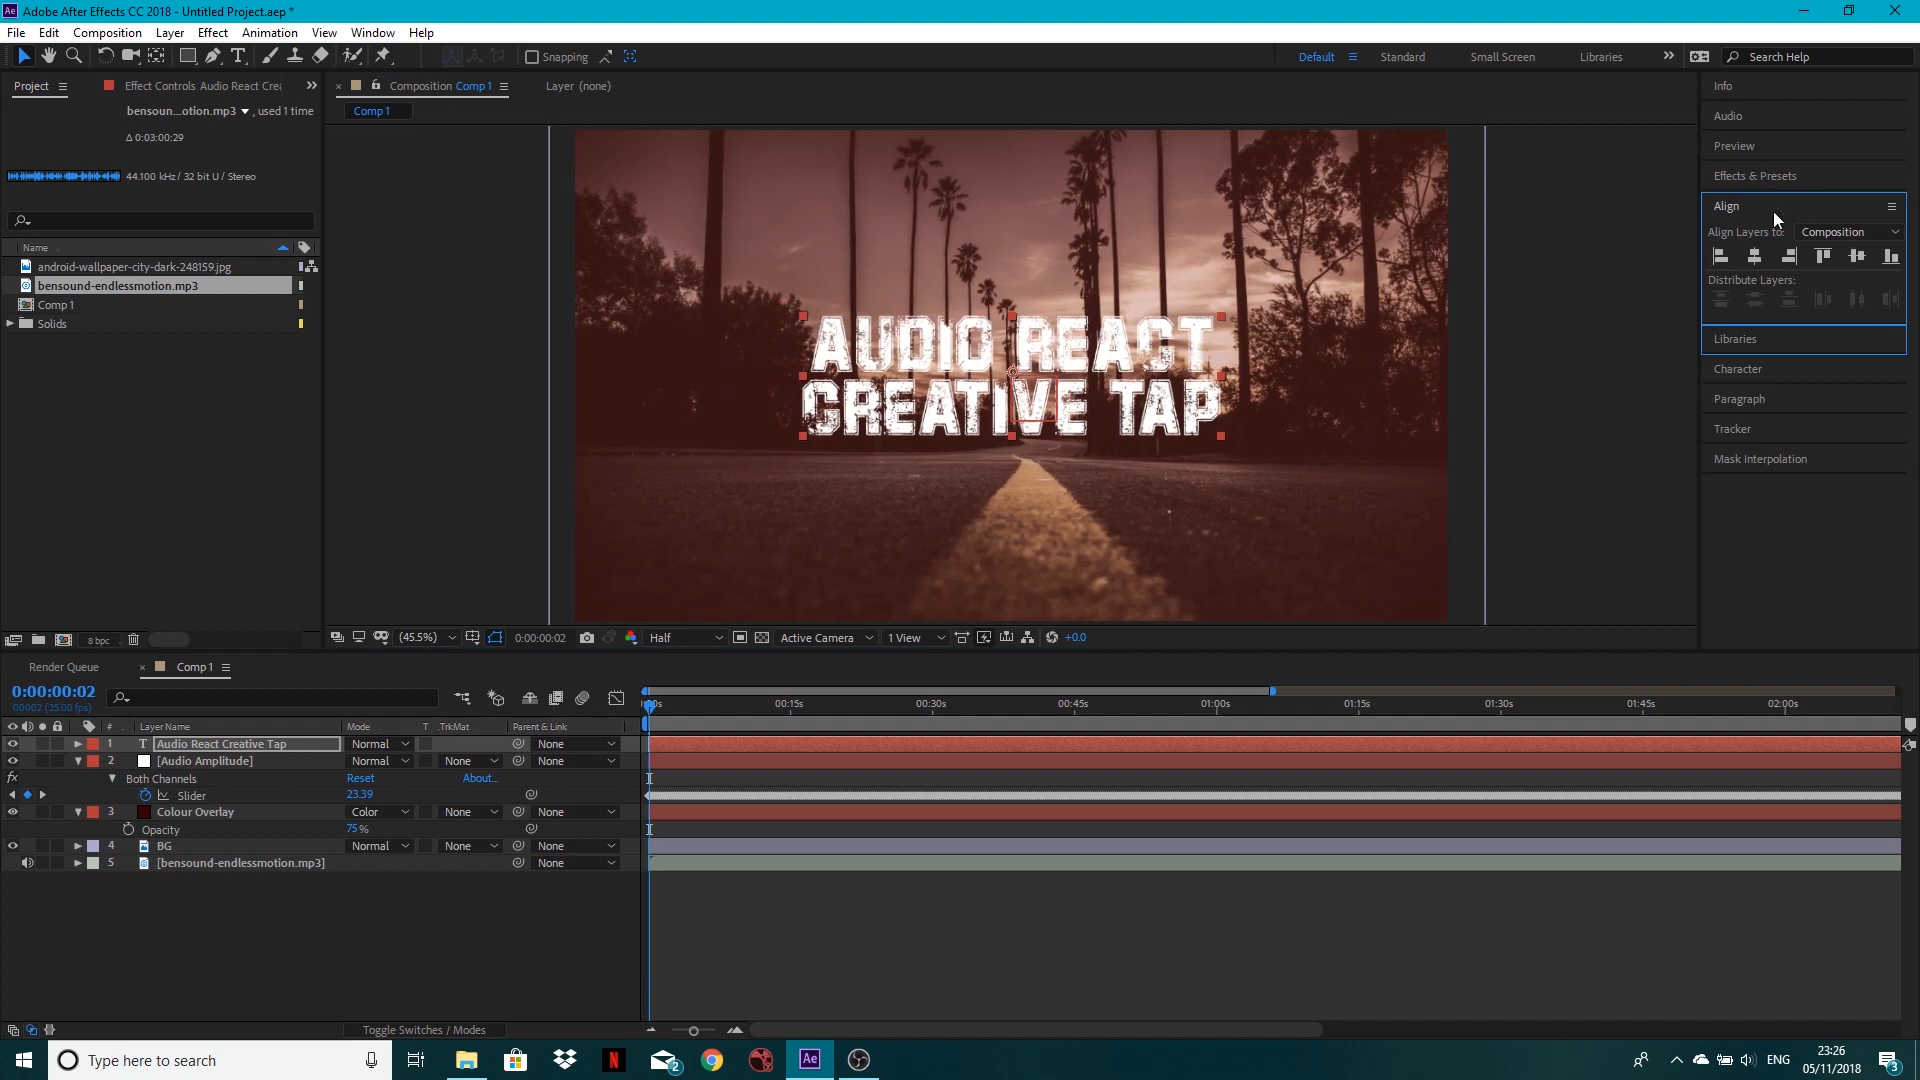 Adobe After Effects CC 2018 - Untitled Project.aep *
File Edit Composition Layer Effect Animation View Window Help
Snapping Default Standard Small Screen Libraries Search Help
Project Effect Controls Audio React Crea
bensoun...otion.mp3 , used 1 time
Δ 0:03:00:29
44.100 kHz / 32 bit U / Stereo
Name
android-wallpaper-city-dark-248159.jpg
bensound-endlessmotion.mp3
Comp 1
Solids
8 bpc
Composition Comp 1 Layer (none)
Comp 1
AUDIO REACT
CREATIVE TAP
(45.5%) 0:00:00:02 Half Active Camera 1 View +0.0
Info
Audio
Preview
Effects & Presets
Align
Align Layers to: Composition
Distribute Layers:
Libraries
Character
Paragraph
Tracker
Mask Interpolation
Render Queue Comp 1
0:00:00:02
00002 (25.00 fps)
00:15s 00:30s 00:45s 01:00s 01:15s 01:30s 01:45s 02:00s
# Layer Name Mode T .TrkMat Parent & Link
1 T Audio React Creative Tap Normal None
2 [Audio Amplitude] Normal None None
fx Both Channels Reset About...
Slider 23.39
3 Colour Overlay Color None None
Opacity 75%
4 BG Normal None None
5 [bensound-endlessmotion.mp3] None
Toggle Switches / Modes
Type here to search
N 2 Ae ENG 23:26
05/11/2018 3